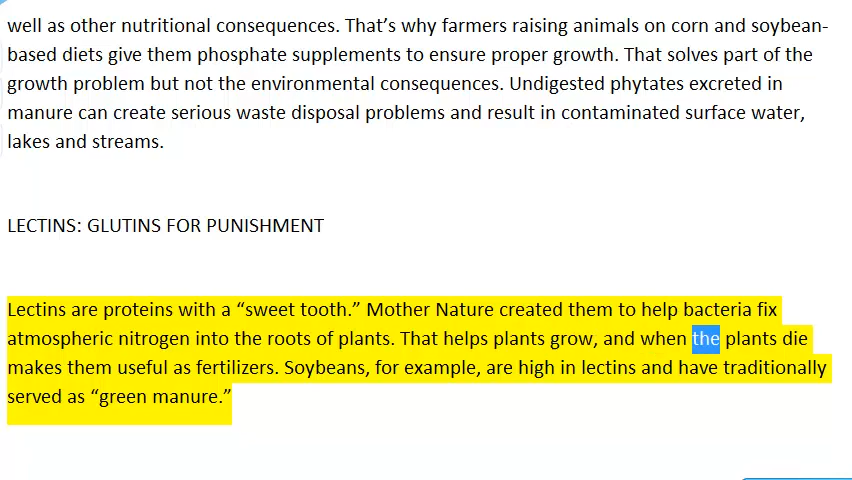 well as other nutritional consequences. That’s why farmers raising animals on corn and soybean-
based diets give them phosphate supplements to ensure proper growth. That solves part of the
growth problem but not the environmental consequences. Undigested phytates excreted in
manure can create serious waste disposal problems and result in contaminated surface water,
lakes and streams.
LECTINS: GLUTINS FOR PUNISHMENT
Lectins are proteins with a “sweet tooth.” Mother Nature created them to help bacteria fix
atmospheric nitrogen into the roots of plants. That helps plants grow, and when the plants die
makes them useful as fertilizers. Soybeans, for example, are high in lectins and have traditionally
served as “green manure.”